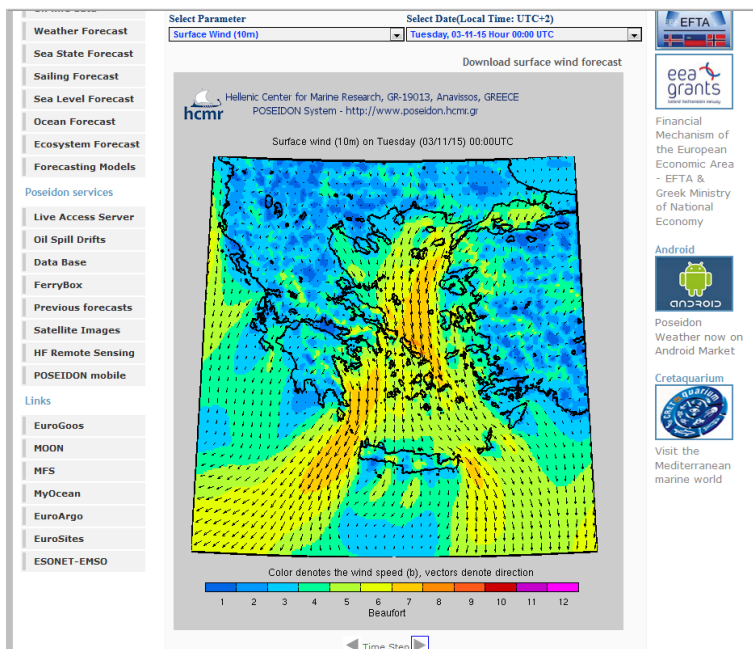 Weather Forecast
Sea State Forecast
Sailing Forecast
Sea Level Forecast
Ocean Forecast
Ecosystem Forecast
Forecasting Models
Poseidon services
Live Access Server
Oil Spill Drifts
Data Base
FerryBox
Previous forecasts
Satellite Images
HF Remote Sensing
POSEIDON mobile
Links
EuroGoos
MOON
MFS
MyOcean
EuroArgo
EuroSites
ESONET-EMSO
Select Parameter
Surface Wind (10m)
Select Date(Local Time: UTC+2)
Tuesday, 03-11-15 Hour 00:00 UTC
Download surface wind forecast
hcmr
Hellenic Center for Marine Research, GR-19013, Anavissos, GREECE
POSEIDON System - http://www.poseidon.hcmr.gr
Surface wind (10m) on Tuesday (03/11/15) 00:00UTC
Color denotes the wind speed (b), vectors denote direction
1 2 3 4 5 6 7 8 9 10 11 12
Beaufort
Time Step
EFTA
eea
grants
Financial
Mechanism of
the European
Economic Area
- EFTA &
Greek Ministry
of National
Economy
Android
ANDROID
Poseidon
Weather now on
Android Market
Cretaquarium
Visit the
Mediterranean
marine world